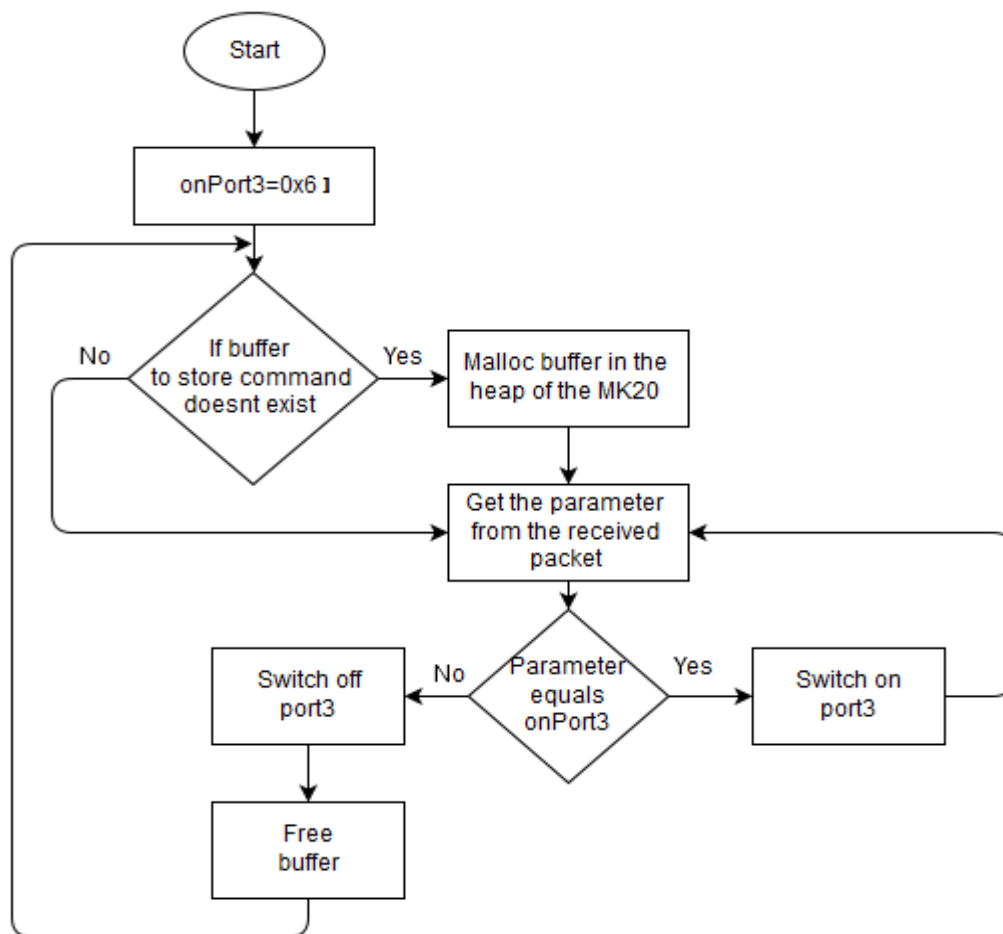 Start
onPort3=0x6 ]
If buffer
to store command
doesnt exist
No
Yes
Malloc buffer in the
heap of the MK20
Get the parameter
from the received
packet
Parameter
equals
onPort3
No
Yes
Switch off
port3
Switch on
port3
Free
buffer